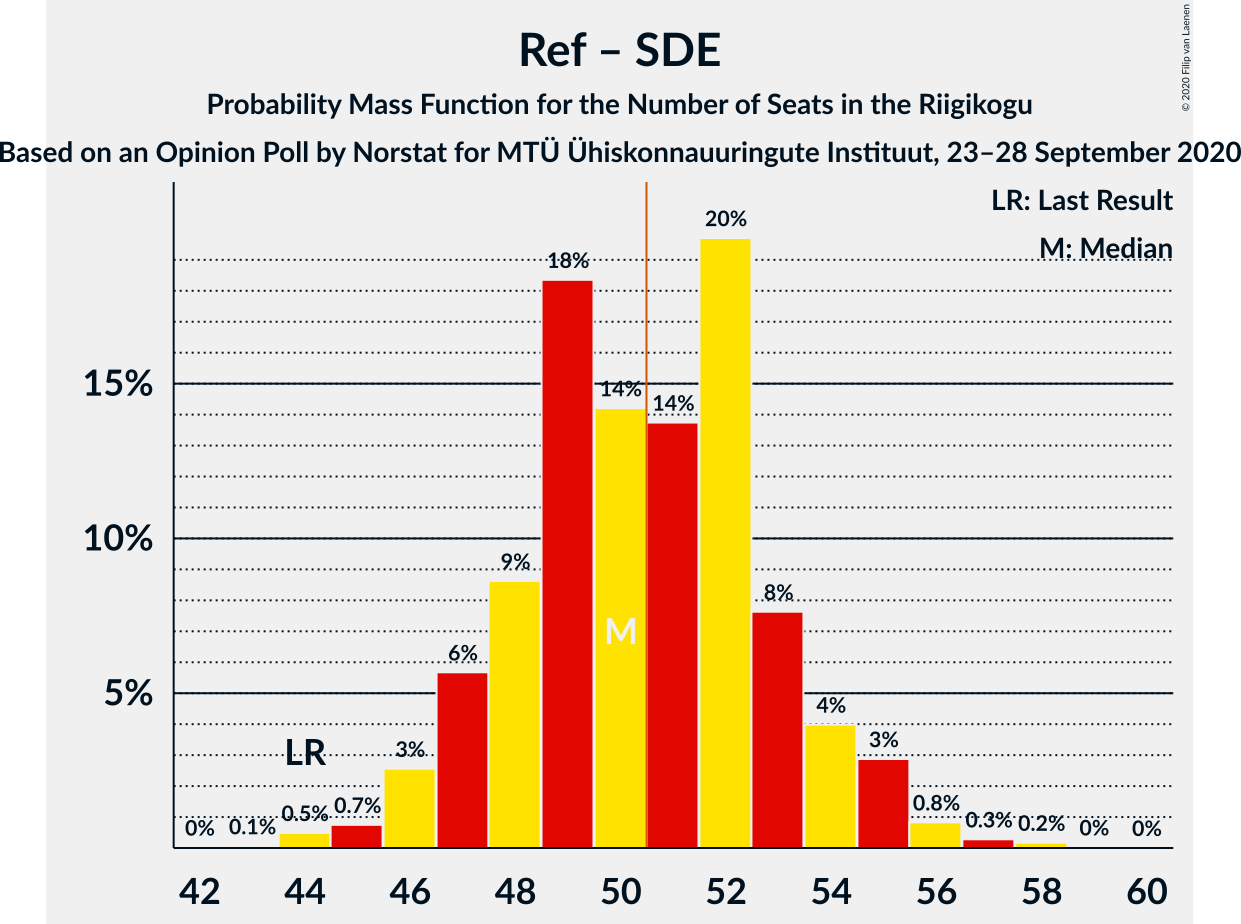 Ref – SDE
Probability Mass Function for the Number of Seats in the Riigikogu
Based on an Opinion Poll by Norstat for MTÜ Ühiskonnauuringute Instituut, 23–28 September 2020
© 2020 Filip van Laenen
LR: Last Result
M: Median
20%
18%
15%
14%
14%
10%
9%
8%
M
6%
5%
4%
LR
3%
3%
0% 0.1% 0.5% 0.7% 0.8% 0.3% 0.2% 0% 0%
42 44 46 48 50 52 54 56 58 60